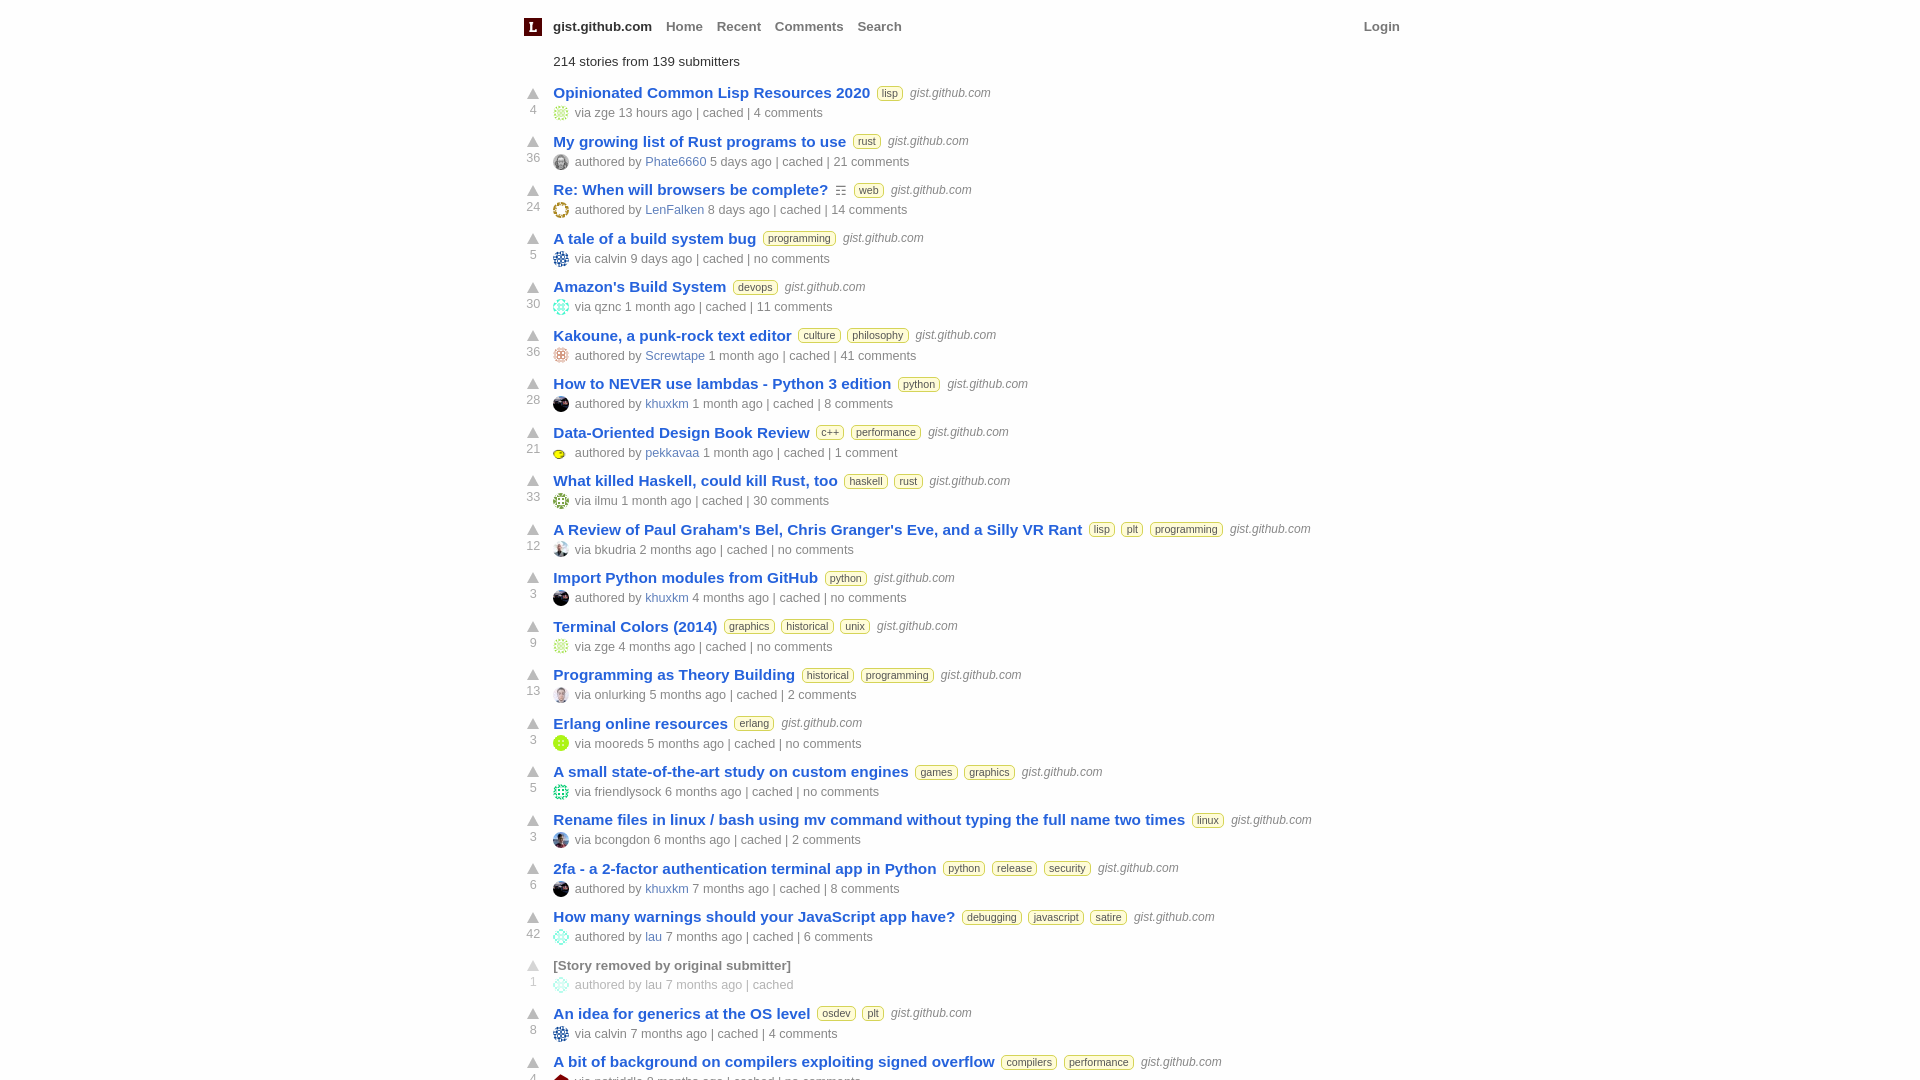 L gist.github.com Home Recent Comments Search Login
214 stories from 139 submitters
Opinionated Common Lisp Resources 2020 lisp gist.github.com
4 via zge 13 hours ago | cached | 4 comments
My growing list of Rust programs to use rust gist.github.com
36 authored by Phate6660 5 days ago | cached | 21 comments
Re: When will browsers be complete? ☶ web gist.github.com
24 authored by LenFalken 8 days ago | cached | 14 comments
A tale of a build system bug programming gist.github.com
5 via calvin 9 days ago | cached | no comments
Amazon's Build System devops gist.github.com
30 via qznc 1 month ago | cached | 11 comments
Kakoune, a punk-rock text editor culture philosophy gist.github.com
36 authored by Screwtape 1 month ago | cached | 41 comments
How to NEVER use lambdas - Python 3 edition python gist.github.com
28 authored by khuxkm 1 month ago | cached | 8 comments
Data-Oriented Design Book Review c++ performance gist.github.com
21 authored by pekkavaa 1 month ago | cached | 1 comment
What killed Haskell, could kill Rust, too haskell rust gist.github.com
33 via ilmu 1 month ago | cached | 30 comments
A Review of Paul Graham's Bel, Chris Granger's Eve, and a Silly VR Rant lisp plt programming gist.github.com
12 via bkudria 2 months ago | cached | no comments
Import Python modules from GitHub python gist.github.com
3 authored by khuxkm 4 months ago | cached | no comments
Terminal Colors (2014) graphics historical unix gist.github.com
9 via zge 4 months ago | cached | no comments
Programming as Theory Building historical programming gist.github.com
13 via onlurking 5 months ago | cached | 2 comments
Erlang online resources erlang gist.github.com
3 via mooreds 5 months ago | cached | no comments
A small state-of-the-art study on custom engines games graphics gist.github.com
5 via friendlysock 6 months ago | cached | no comments
Rename files in linux / bash using mv command without typing the full name two times linux gist.github.com
3 via bcongdon 6 months ago | cached | 2 comments
2fa - a 2-factor authentication terminal app in Python python release security gist.github.com
6 authored by khuxkm 7 months ago | cached | 8 comments
How many warnings should your JavaScript app have? debugging javascript satire gist.github.com
42 authored by lau 7 months ago | cached | 6 comments
[Story removed by original submitter]
1 authored by lau 7 months ago | cached
An idea for generics at the OS level osdev plt gist.github.com
8 via calvin 7 months ago | cached | 4 comments
A bit of background on compilers exploiting signed overflow compilers performance gist.github.com